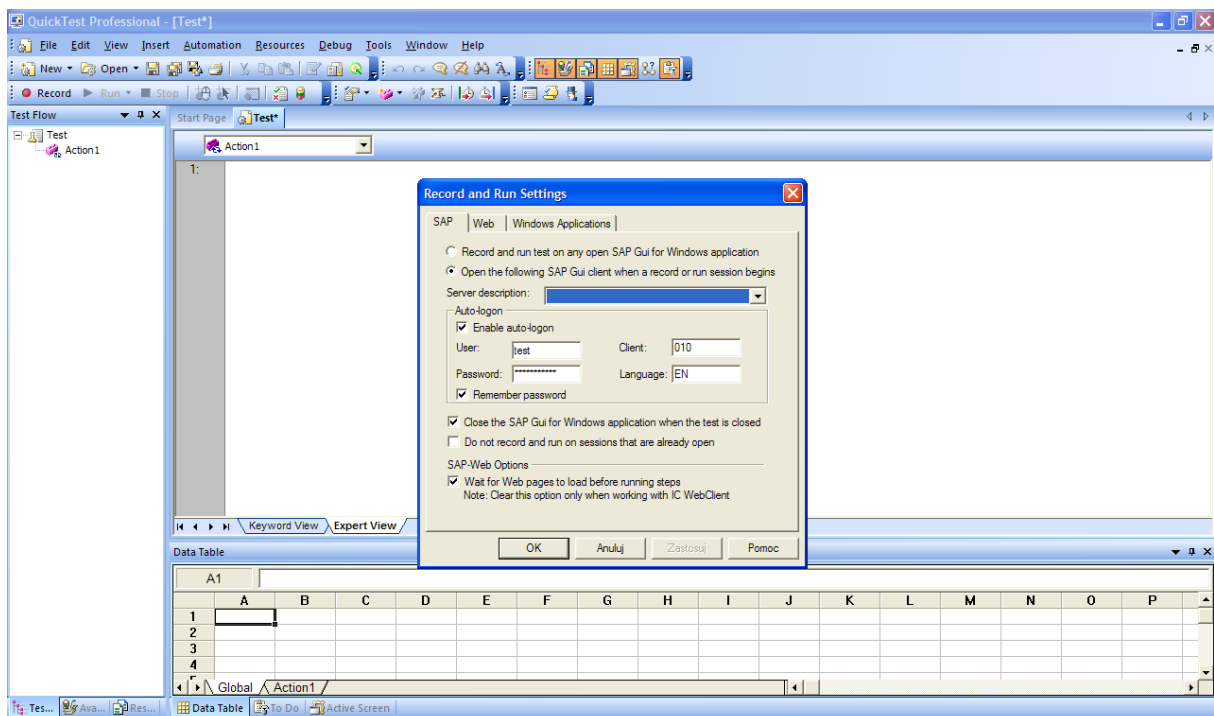 QuickTest Professional - [Test*]
File Edit View Insert Automation Resources Debug Tools Window Help
New Open
Record Run Stop
Test Flow
Test
Action1
Start Page Test*
Action1
1:
Record and Run Settings
SAP Web Windows Applications
Record and run test on any open SAP Gui for Windows application
Open the following SAP Gui client when a record or run session begins
Server description:
Auto-logon
Enable auto-logon
User: test Client: 010
Password: *********** Language: EN
Remember password
Close the SAP Gui for Windows application when the test is closed
Do not record and run on sessions that are already open
SAP-Web Options
Wait for Web pages to load before running steps
Note: Clear this option only when working with IC WebClient
OK Anuluj Zastosuj Pomoc
Keyword View Expert View
Data Table
A1
A B C D E F G H I J K L M N O P
1
2
3
4
Global Action1
Tes... Ava... Res... Data Table To Do Active Screen